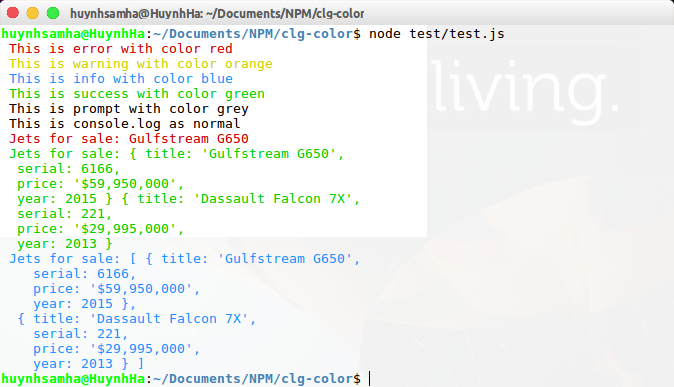 huynhsamha@HuynhHa: ~/Documents/NPM/clg-color
huynhsamha@HuynhHa:~/Documents/NPM/clg-color$ node test/test.js
This is error with color red
This is warning with color orange
This is info with color blue
This is success with color green
This is prompt with color grey
This is console.log as normal
Jets for sale: Gulfstream G650
Jets for sale: { title: 'Gulfstream G650',
serial: 6166,
price: '$59,950,000',
year: 2015 } { title: 'Dassault Falcon 7X',
serial: 221,
price: '$29,995,000',
year: 2013 }
Jets for sale: [ { title: 'Gulfstream G650',
serial: 6166,
price: '$59,950,000',
year: 2015 },
{ title: 'Dassault Falcon 7X',
serial: 221,
price: '$29,995,000',
year: 2013 } ]
huynhsamha@HuynhHa:~/Documents/NPM/clg-color$
living.